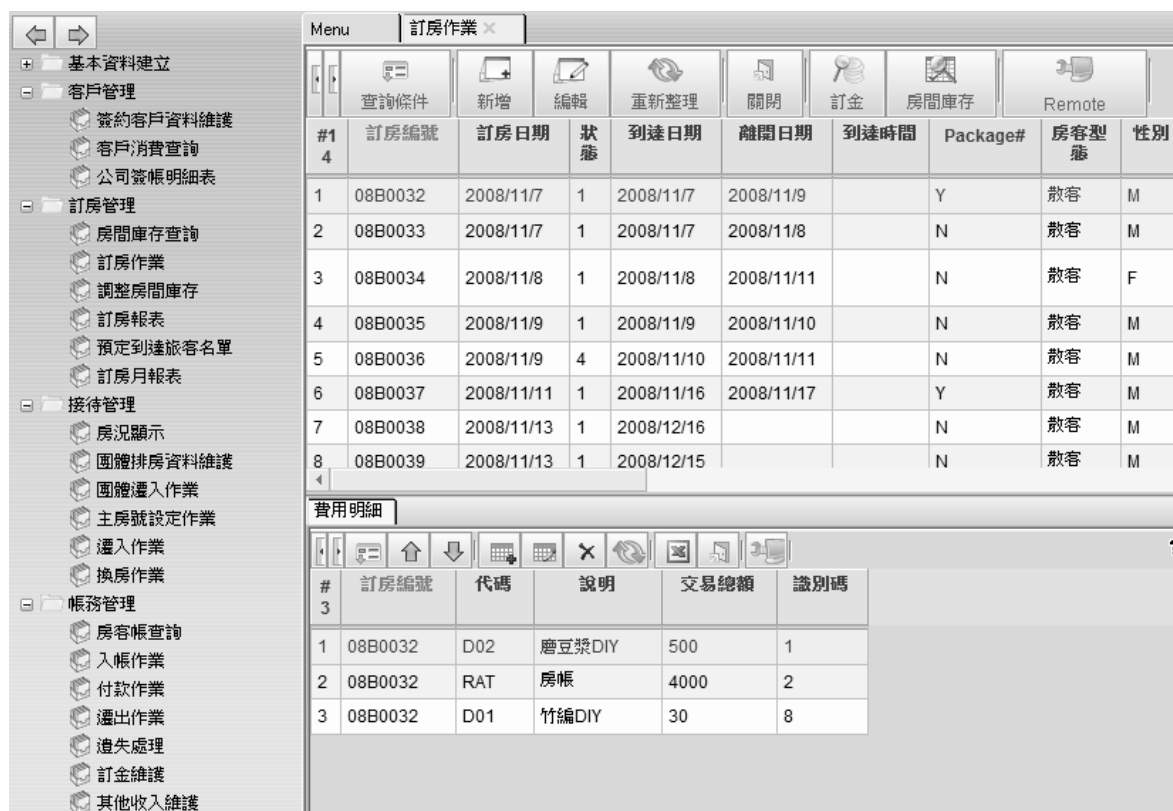 基本資料建立
客戶管理
簽約客戶資料維護
客戶消費查詢
公司簽帳明細表
訂房管理
房間庫存查詢
訂房作業
調整房間庫存
訂房報表
預定到達旅客名單
訂房月報表
接待管理
房況顯示
團體排房資料維護
團體遷入作業
主房號設定作業
遷入作業
換房作業
帳務管理
房客帳查詢
入帳作業
付款作業
遷出作業
遺失處理
訂金維護
其他收入維護
Menu 訂房作業
查詢條件 新增 編輯 重新整理 關閉 訂金 房間庫存 Remote
#14 訂房編號 訂房日期 狀態 到達日期 離開日期 到達時間 Package# 房客型態 性別
1 08B0032 2008/11/7 1 2008/11/7 2008/11/9 Y 散客 M
2 08B0033 2008/11/7 1 2008/11/7 2008/11/8 N 散客 M
3 08B0034 2008/11/8 1 2008/11/8 2008/11/11 N 散客 F
4 08B0035 2008/11/9 1 2008/11/9 2008/11/10 N 散客 M
5 08B0036 2008/11/9 4 2008/11/10 2008/11/11 N 散客 M
6 08B0037 2008/11/11 1 2008/11/16 2008/11/17 Y 散客 M
7 08B0038 2008/11/13 1 2008/12/16 N 散客 M
8 08B0039 2008/11/13 1 2008/12/15 N 散客 M
費用明細
#3 訂房編號 代碼 說明 交易總額 識別碼
1 08B0032 D02 磨豆漿DIY 500 1
2 08B0032 RAT 房帳 4000 2
3 08B0032 D01 竹編DIY 30 8